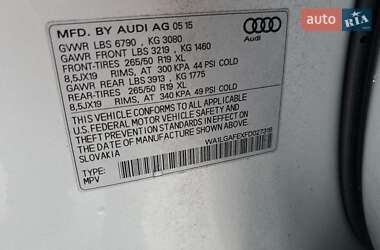 AUTO RIA
MFD. BY AUDI AG 05 15
Audi
GVWR LBS 6790 , KG 3080
GAWR FRONT LBS 3219 , KG 1460
FRONT-TIRES 265/50 R19 XL
8,5JX19 RIMS, AT 300 KPA 44 PSI COLD
GAWR REAR LBS 3913 , KG 1775
REAR-TIRES 265/50 R19 XL
8,5JX19 RIMS, AT 340 KPA 49 PSI COLD
THIS VEHICLE CONFORMS TO ALL APPLICABLE
U.S. FEDERAL MOTOR VEHICLE SAFETY
STANDARDS IN EFFECT ON THE DATE
OF MANUFACTURE SHOWN ABOVE
SLOVAKIA
TYPE:
MPV